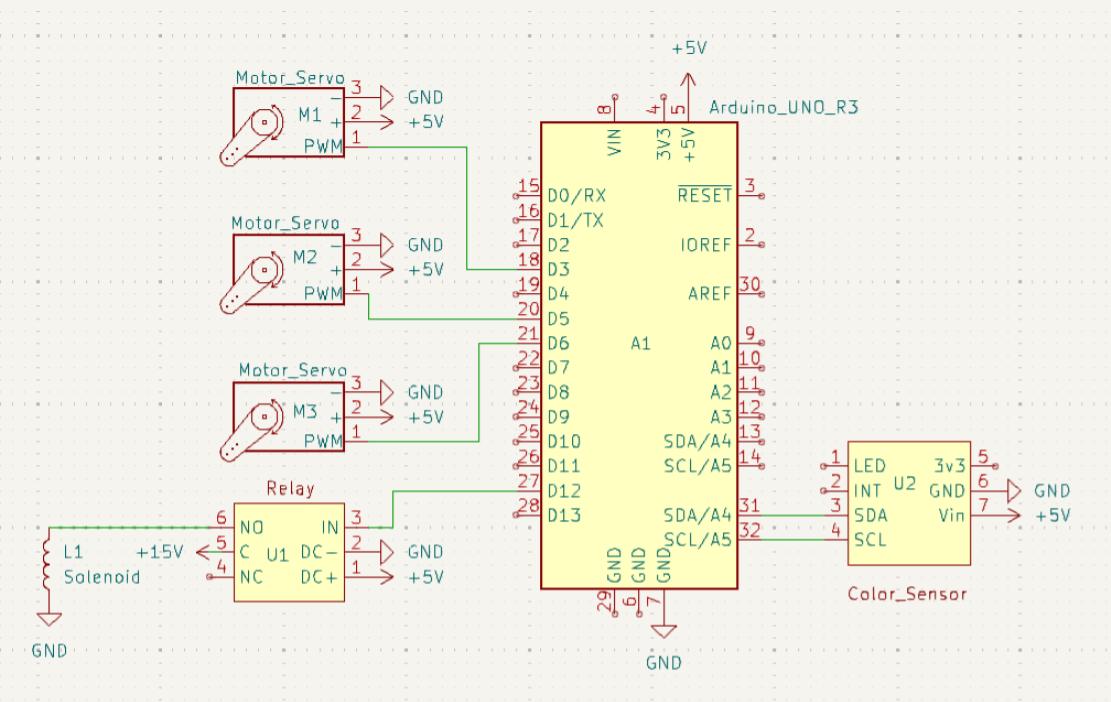 Motor_Servo
M1
- 3 GND
+ 2 +5V
PWM 1
Motor_Servo
M2
- 3 GND
+ 2 +5V
PWM 1
Motor_Servo
M3
- 3 GND
+ 2 +5V
PWM 1
Relay
U1
6 NO
5 C +15V
4 NC
IN 3
DC- 2 GND
DC+ 1 +5V
L1
Solenoid
GND
+5V
Arduino_UNO_R3
A1
8 VIN
4 3V3
5 +5V
15 D0/RX
16 D1/TX
17 D2
18 D3
19 D4
20 D5
21 D6
22 D7
23 D8
24 D9
25 D10
26 D11
27 D12
28 D13
RESET 3
IOREF 2
AREF 30
A0 9
A1 10
A2 11
A3 12
SDA/A4 13
SCL/A5 14
SDA/A4 31
SCL/A5 32
GND 29
GND 6
GND 7
GND
U2
1 LED
2 INT
3 SDA
4 SCL
3v3 5
GND 6 GND
Vin 7 +5V
Color_Sensor